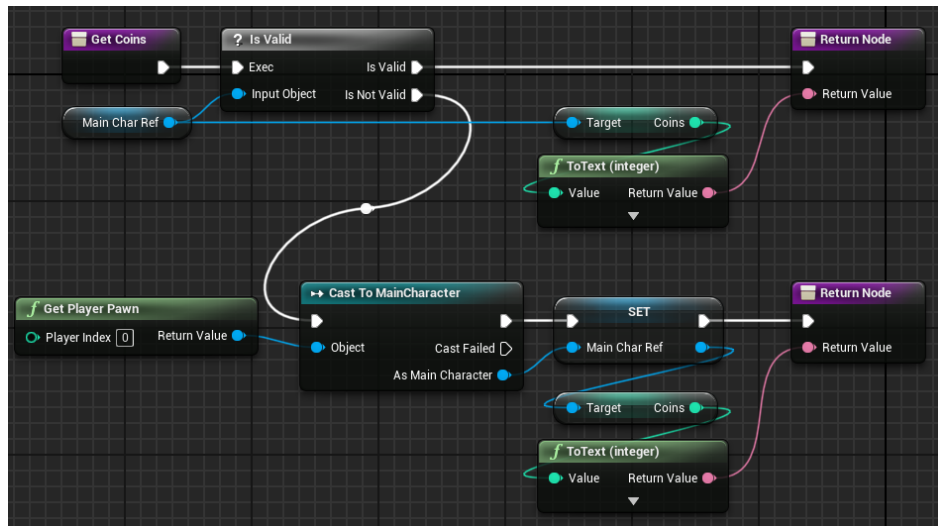 Get Coins
? Is Valid
Exec
Is Valid
Input Object
Is Not Valid
Main Char Ref
Return Node
Return Value
Target
Coins
f ToText (integer)
Value
Return Value
f Get Player Pawn
Player Index 0
Return Value
Cast To MainCharacter
Object
Cast Failed
As Main Character
SET
Main Char Ref
Return Node
Return Value
Target
Coins
f ToText (integer)
Value
Return Value